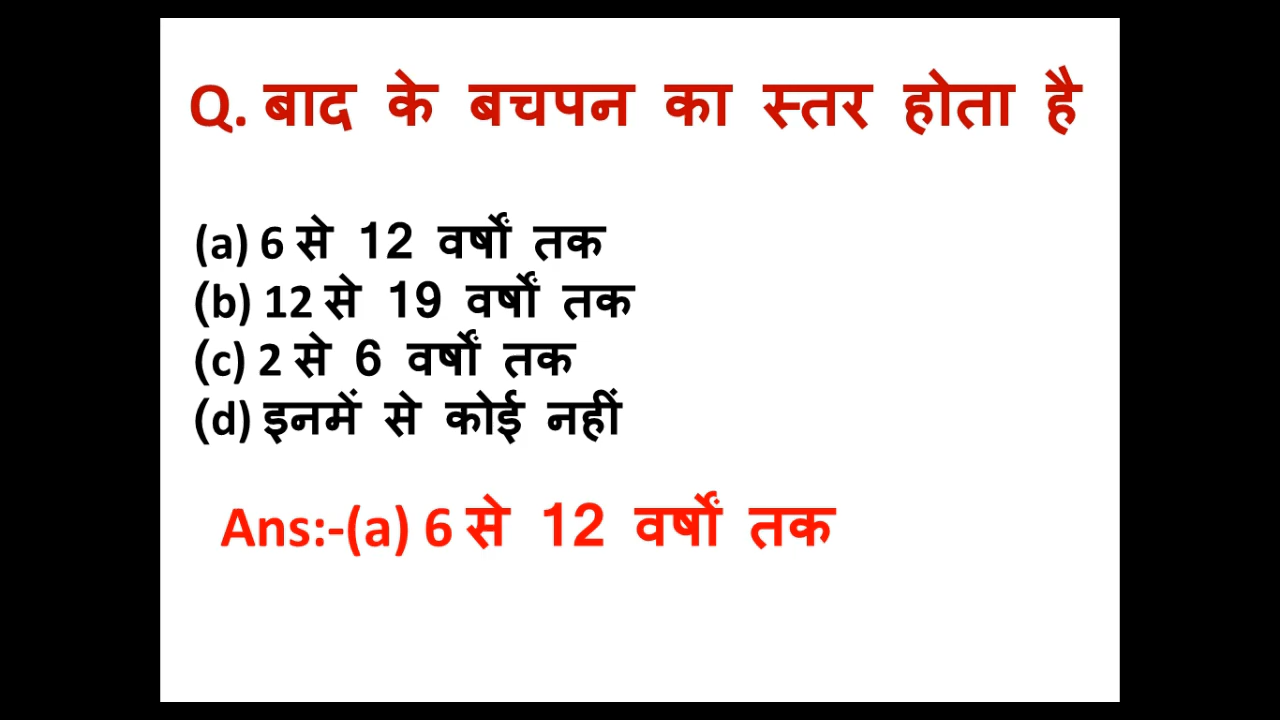 Q. बाद के बचपन का स्तर होता है
(a) 6 से 12 वर्षों तक
(b) 12 से 19 वर्षों तक
(c) 2 से 6 वर्षों तक
(d) इनमें से कोई नहीं
Ans:-(a) 6 से 12 वर्षों तक